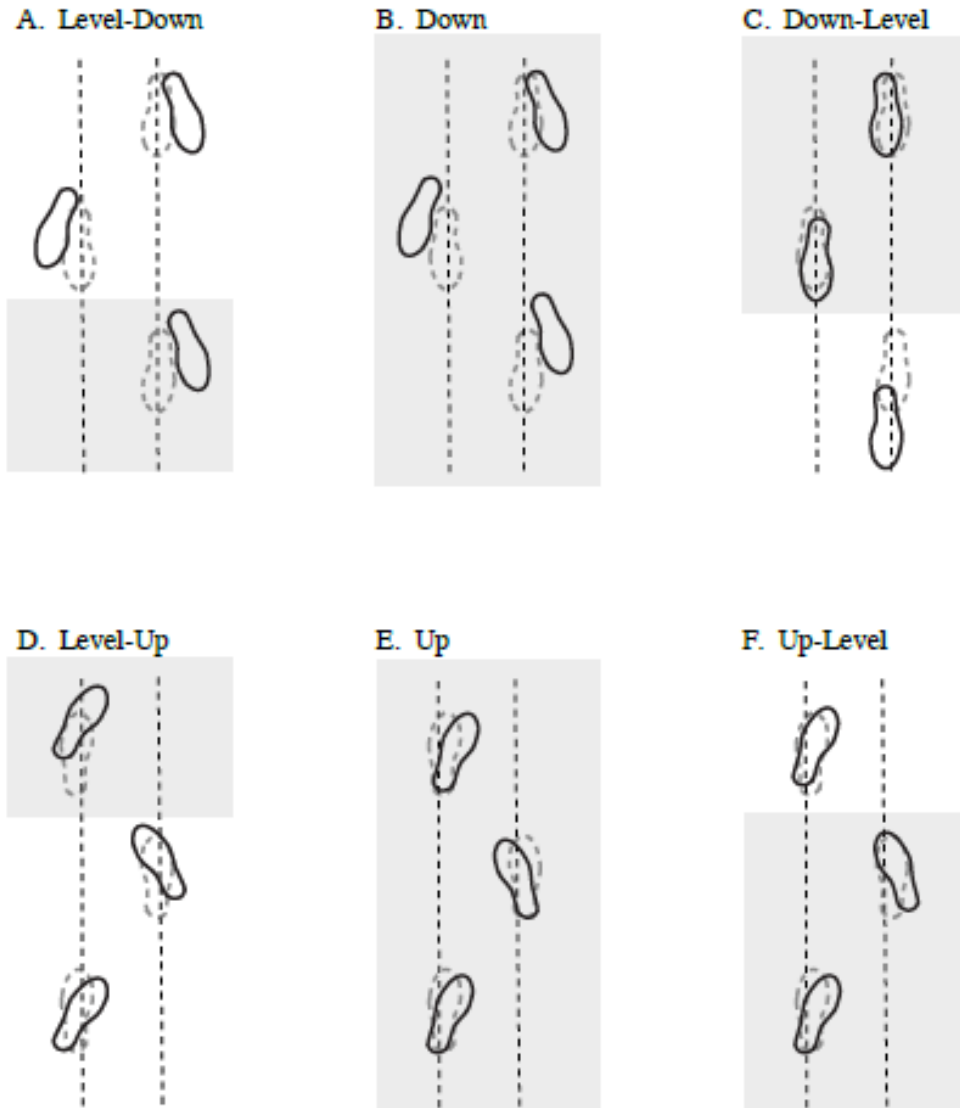 A. Level-Down
B. Down
C. Down-Level
D. Level-Up
E. Up
F. Up-Level